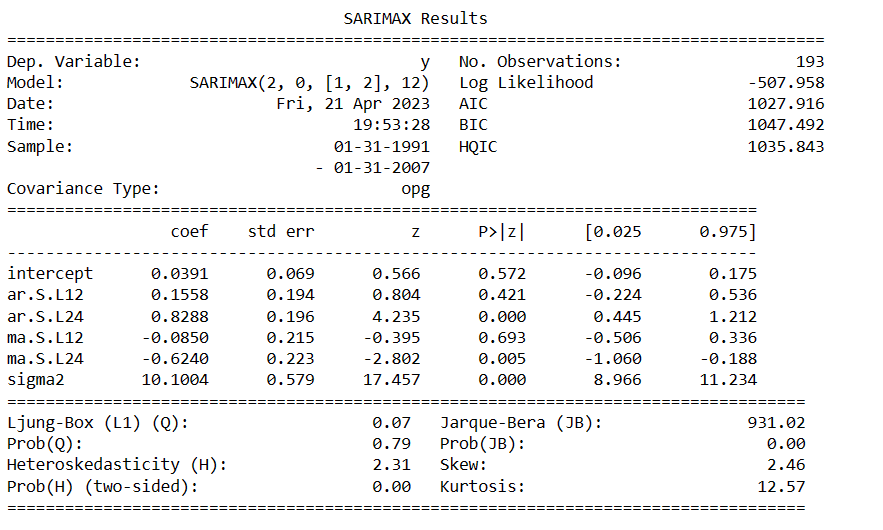 SARIMAX Results
==============================================================================
Dep. Variable: y No. Observations: 193
Model: SARIMAX(2, 0, [1, 2], 12) Log Likelihood -507.958
Date: Fri, 21 Apr 2023 AIC 1027.916
Time: 19:53:28 BIC 1047.492
Sample: 01-31-1991 HQIC 1035.843
- 01-31-2007
Covariance Type: opg
==============================================================================
coef std err z P>|z| [0.025 0.975]
------------------------------------------------------------------------------
intercept 0.0391 0.069 0.566 0.572 -0.096 0.175
ar.S.L12 0.1558 0.194 0.804 0.421 -0.224 0.536
ar.S.L24 0.8288 0.196 4.235 0.000 0.445 1.212
ma.S.L12 -0.0850 0.215 -0.395 0.693 -0.506 0.336
ma.S.L24 -0.6240 0.223 -2.802 0.005 -1.060 -0.188
sigma2 10.1004 0.579 17.457 0.000 8.966 11.234
==============================================================================
Ljung-Box (L1) (Q): 0.07 Jarque-Bera (JB): 931.02
Prob(Q): 0.79 Prob(JB): 0.00
Heteroskedasticity (H): 2.31 Skew: 2.46
Prob(H) (two-sided): 0.00 Kurtosis: 12.57
==============================================================================